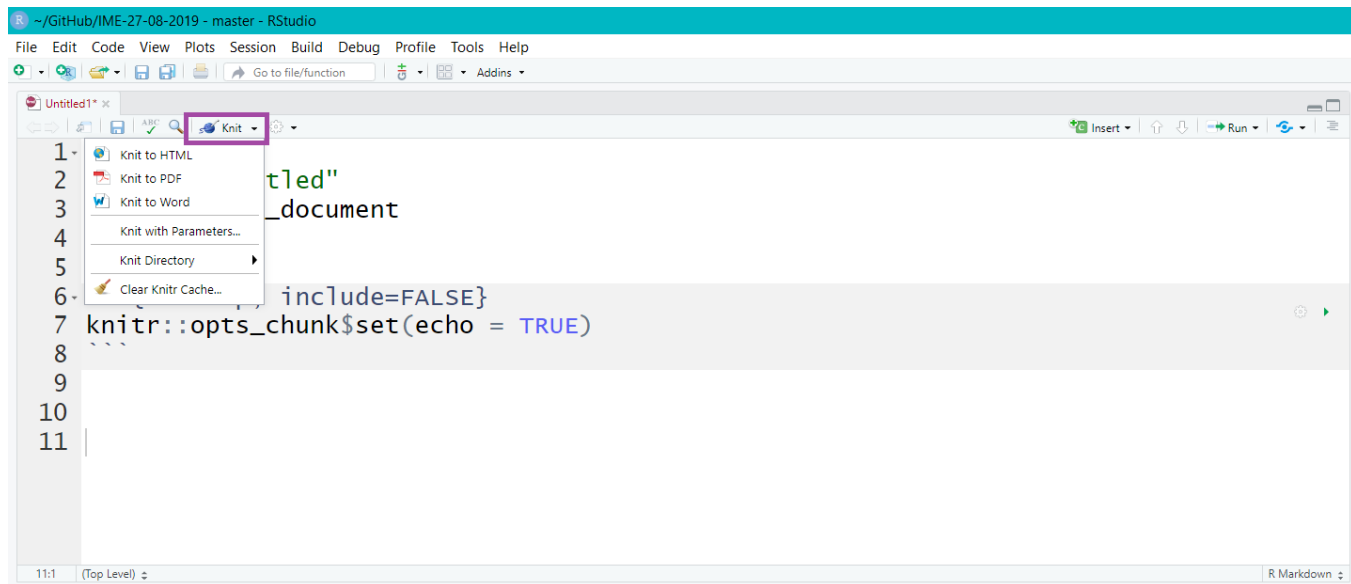 ~/GitHub/IME-27-08-2019 - master - RStudio
File Edit Code View Plots Session Build Debug Profile Tools Help
Go to file/function Addins
Untitled1*
ABC Knit Insert Run
1
Knit to HTML
2 tled"
Knit to PDF
3 _document
Knit to Word
4
Knit with Parameters...
5
Knit Directory
6 include=FALSE}
Clear Knitr Cache...
7 knitr::opts_chunk$set(echo = TRUE)
8 ```
9
10
11
11:1 (Top Level) R Markdown